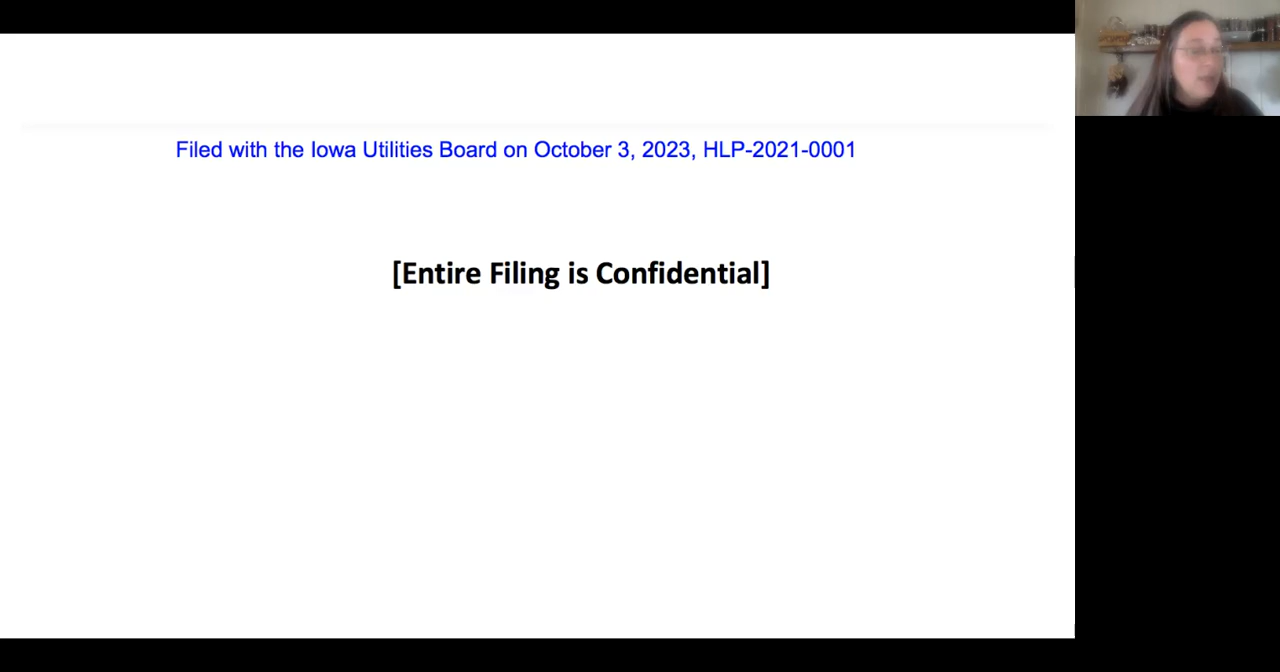 Filed with the Iowa Utilities Board on October 3, 2023, HLP-2021-0001
[Entire Filing is Confidential]